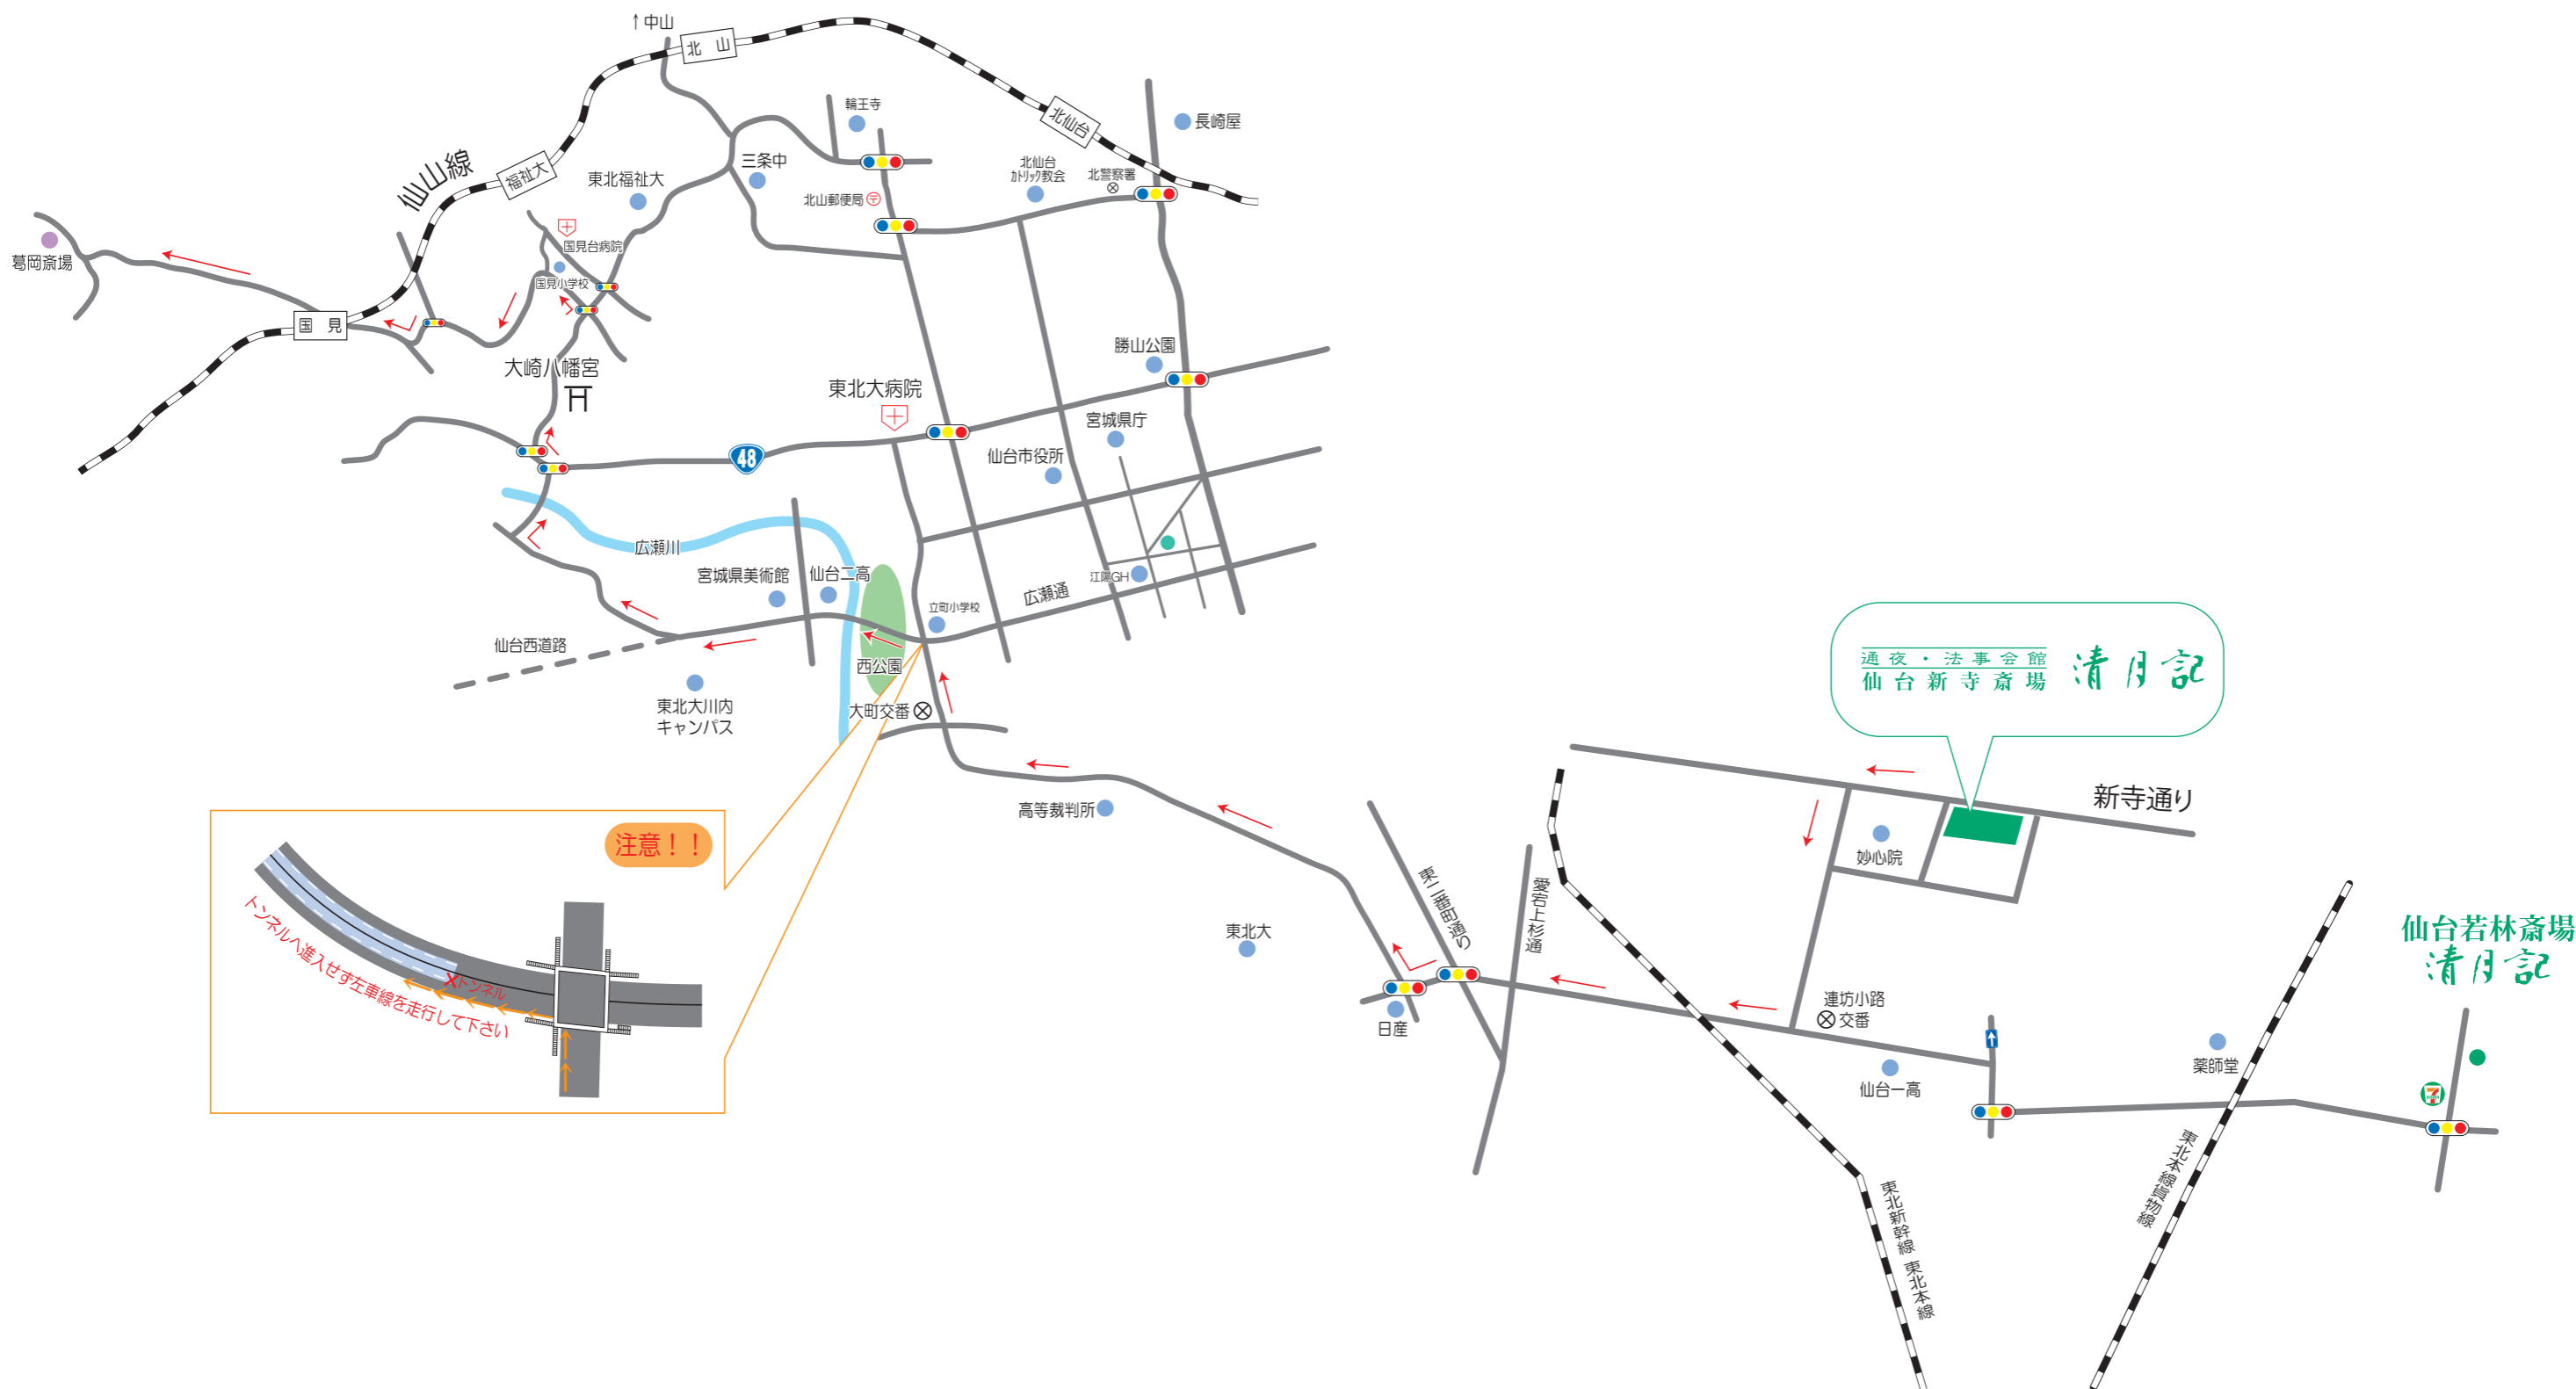 ↑中山
北 山
輪王寺
北仙台
長崎屋
仙山線
福祉大
東北福祉大
三条中
北仙台
カトリック教会
北警察署
北山郵便局
国見台病院
葛岡斎場
国見小学校
国 見
大崎八幡宮
勝山公園
東北大病院
宮城県庁
48
仙台市役所
広瀬川
宮城県美術館
仙台二高
江陽GH
広瀬通
立町小学校
仙台西道路
西公園
東北大川内
キャンパス
大町交番
通夜・法事会館
仙台新寺斎場
清月記
高等裁判所
新寺通り
注意！！
妙心院
東二番町通り
愛宕上杉通
東北大
トンネルへ進入せず左車線を走行して下さい
×トンネル
仙台若林斎場
清月記
連坊小路
交番
日産
薬師堂
仙台一高
7
東北本線貨物線
東北新幹線 東北本線